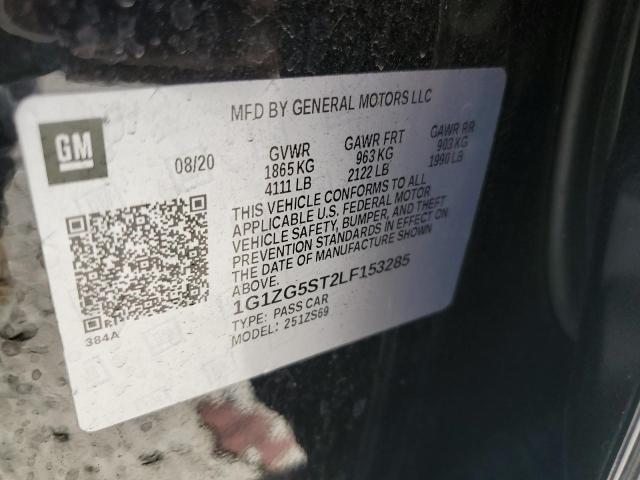 MFD BY GENERAL MOTORS LLC
GM
08/20
GVWR
1865 KG
4111 LB
GAWR FRT
963 KG
2122 LB
GAWR RR
903 KG
1990 LB
THIS VEHICLE CONFORMS TO ALL
APPLICABLE U.S. FEDERAL MOTOR
VEHICLE SAFETY, BUMPER, AND THEFT
PREVENTION STANDARDS IN EFFECT ON
THE DATE OF MANUFACTURE SHOWN
ABOVE.
1G1ZG5ST2LF153285
TYPE: PASS CAR
MODEL: 251ZS69
384A